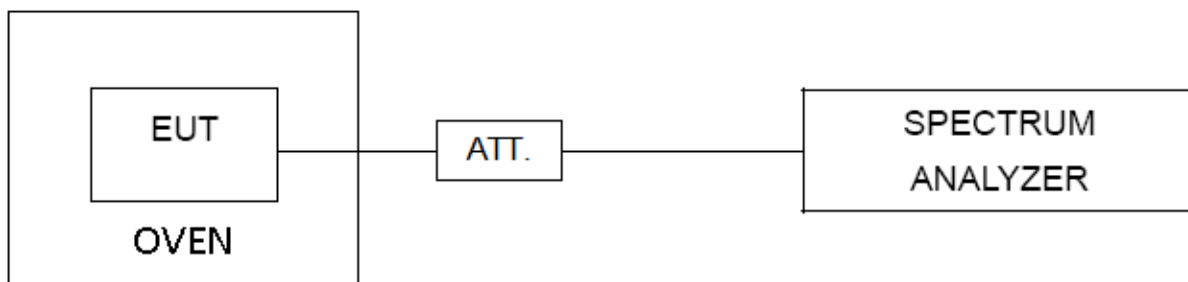 EUT
OVEN
ATT.
SPECTRUM
ANALYZER